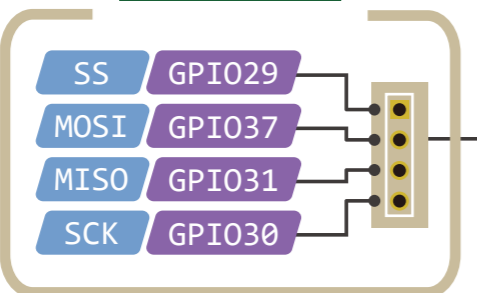 SS GPIO29
MOSI GPIO37
MISO GPIO31
SCK GPIO30